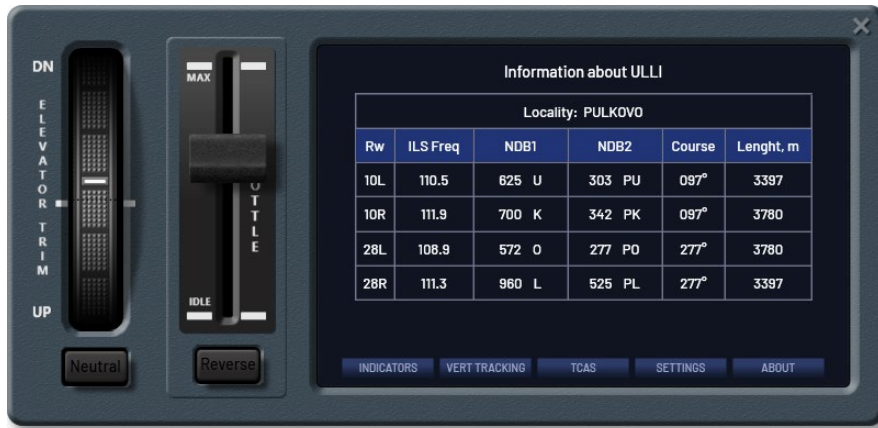 DN
ELEVATOR TRIM
UP
Neutral
MAX
OTTLE
IDLE
Reverse
Information about ULLI
Locality: PULKOVO
Rw ILS Freq NDB1 NDB2 Course Lenght, m
10L 110.5 625 U 303 PU 097° 3397
10R 111.9 700 K 342 PK 097° 3780
28L 108.9 572 O 277 PO 277° 3780
28R 111.3 960 L 525 PL 277° 3397
INDICATORS VERT TRACKING TCAS SETTINGS ABOUT